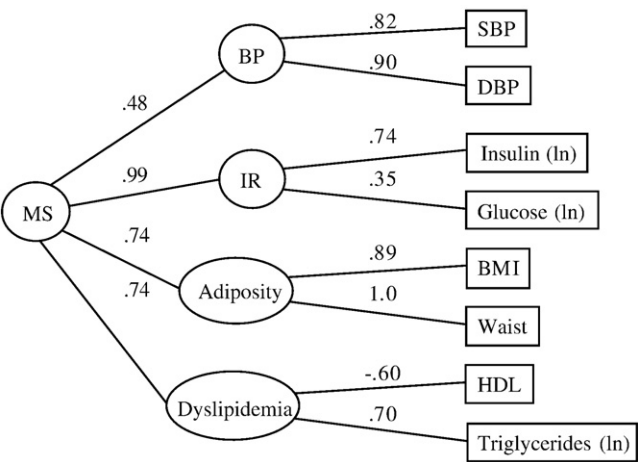 .82
SBP
BP
.90
DBP
.48
.74
Insulin (ln)
.99
IR
.35
Glucose (ln)
MS
.74
.89
BMI
.74
Adiposity
1.0
Waist
-.60
HDL
Dyslipidemia
.70
Triglycerides (ln)